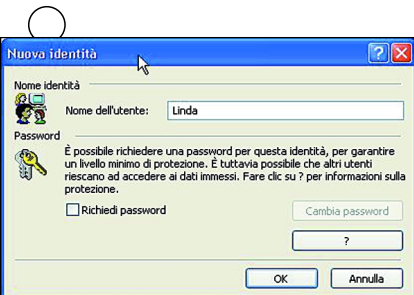 Nuova identità
?
Nome identità
Nome dell'utente: Linda
Password
È possibile richiedere una password per questa identità, per garantire
un livello minimo di protezione. È tuttavia possibile che altri utenti
riescano ad accedere ai dati immessi. Fare clic su ? per informazioni sulla
protezione.
Richiedi password
Cambia password
?
OK
Annulla